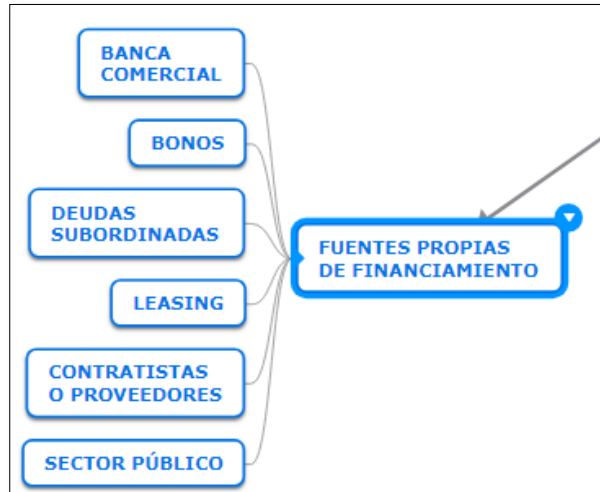 BANCA
COMERCIAL
BONOS
DEUDAS
SUBORDINADAS
LEASING
CONTRATISTAS
O PROVEEDORES
SECTOR PÚBLICO
FUENTES PROPIAS
DE FINANCIAMIENTO